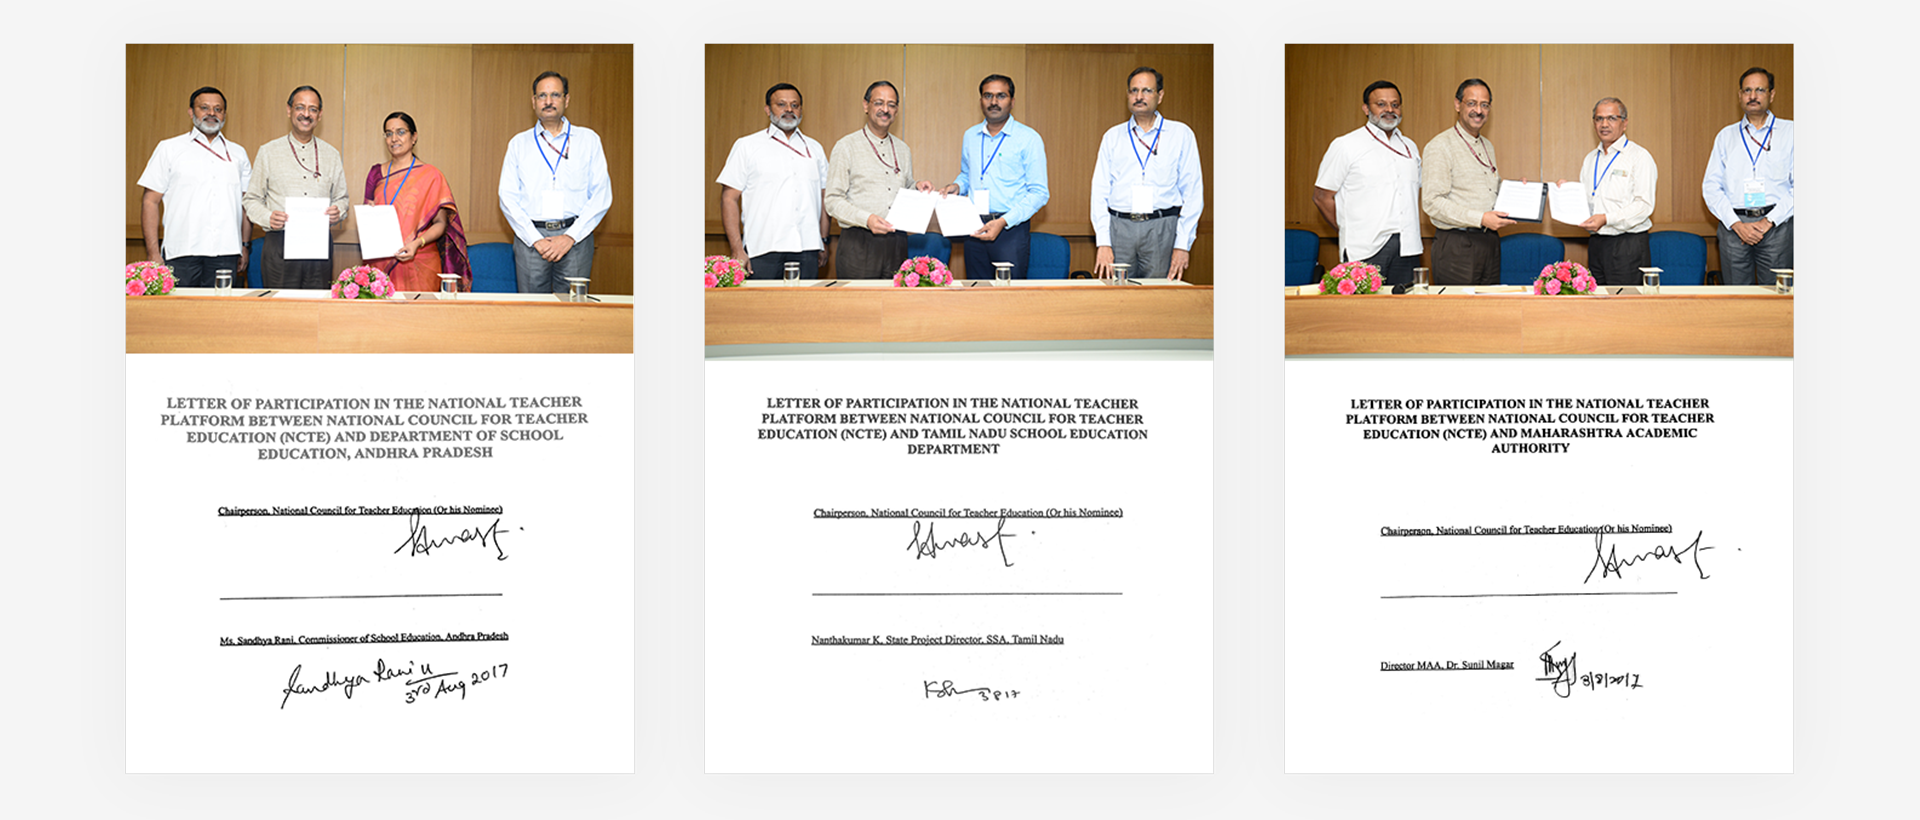 LETTER OF PARTICIPATION IN THE NATIONAL TEACHER
PLATFORM BETWEEN NATIONAL COUNCIL FOR TEACHER
EDUCATION (NCTE) AND DEPARTMENT OF SCHOOL
EDUCATION, ANDHRA PRADESH
Chairperson, National Council for Teacher Education (Or his Nominee)
Ms. Sandhya Rani, Commissioner of School Education, Andhra Pradesh
Sandhya Rani U
3rd Aug 2017
LETTER OF PARTICIPATION IN THE NATIONAL TEACHER
PLATFORM BETWEEN NATIONAL COUNCIL FOR TEACHER
EDUCATION (NCTE) AND TAMIL NADU SCHOOL EDUCATION
DEPARTMENT
Chairperson, National Council for Teacher Education (Or his Nominee)
Nanthakumar K, State Project Director, SSA, Tamil Nadu
3 8 17
LETTER OF PARTICIPATION IN THE NATIONAL TEACHER
PLATFORM BETWEEN NATIONAL COUNCIL FOR TEACHER
EDUCATION (NCTE) AND MAHARASHTRA ACADEMIC
AUTHORITY
Chairperson, National Council for Teacher Education (Or his Nominee)
Director MAA, Dr. Sunil Magar
3/8/2017